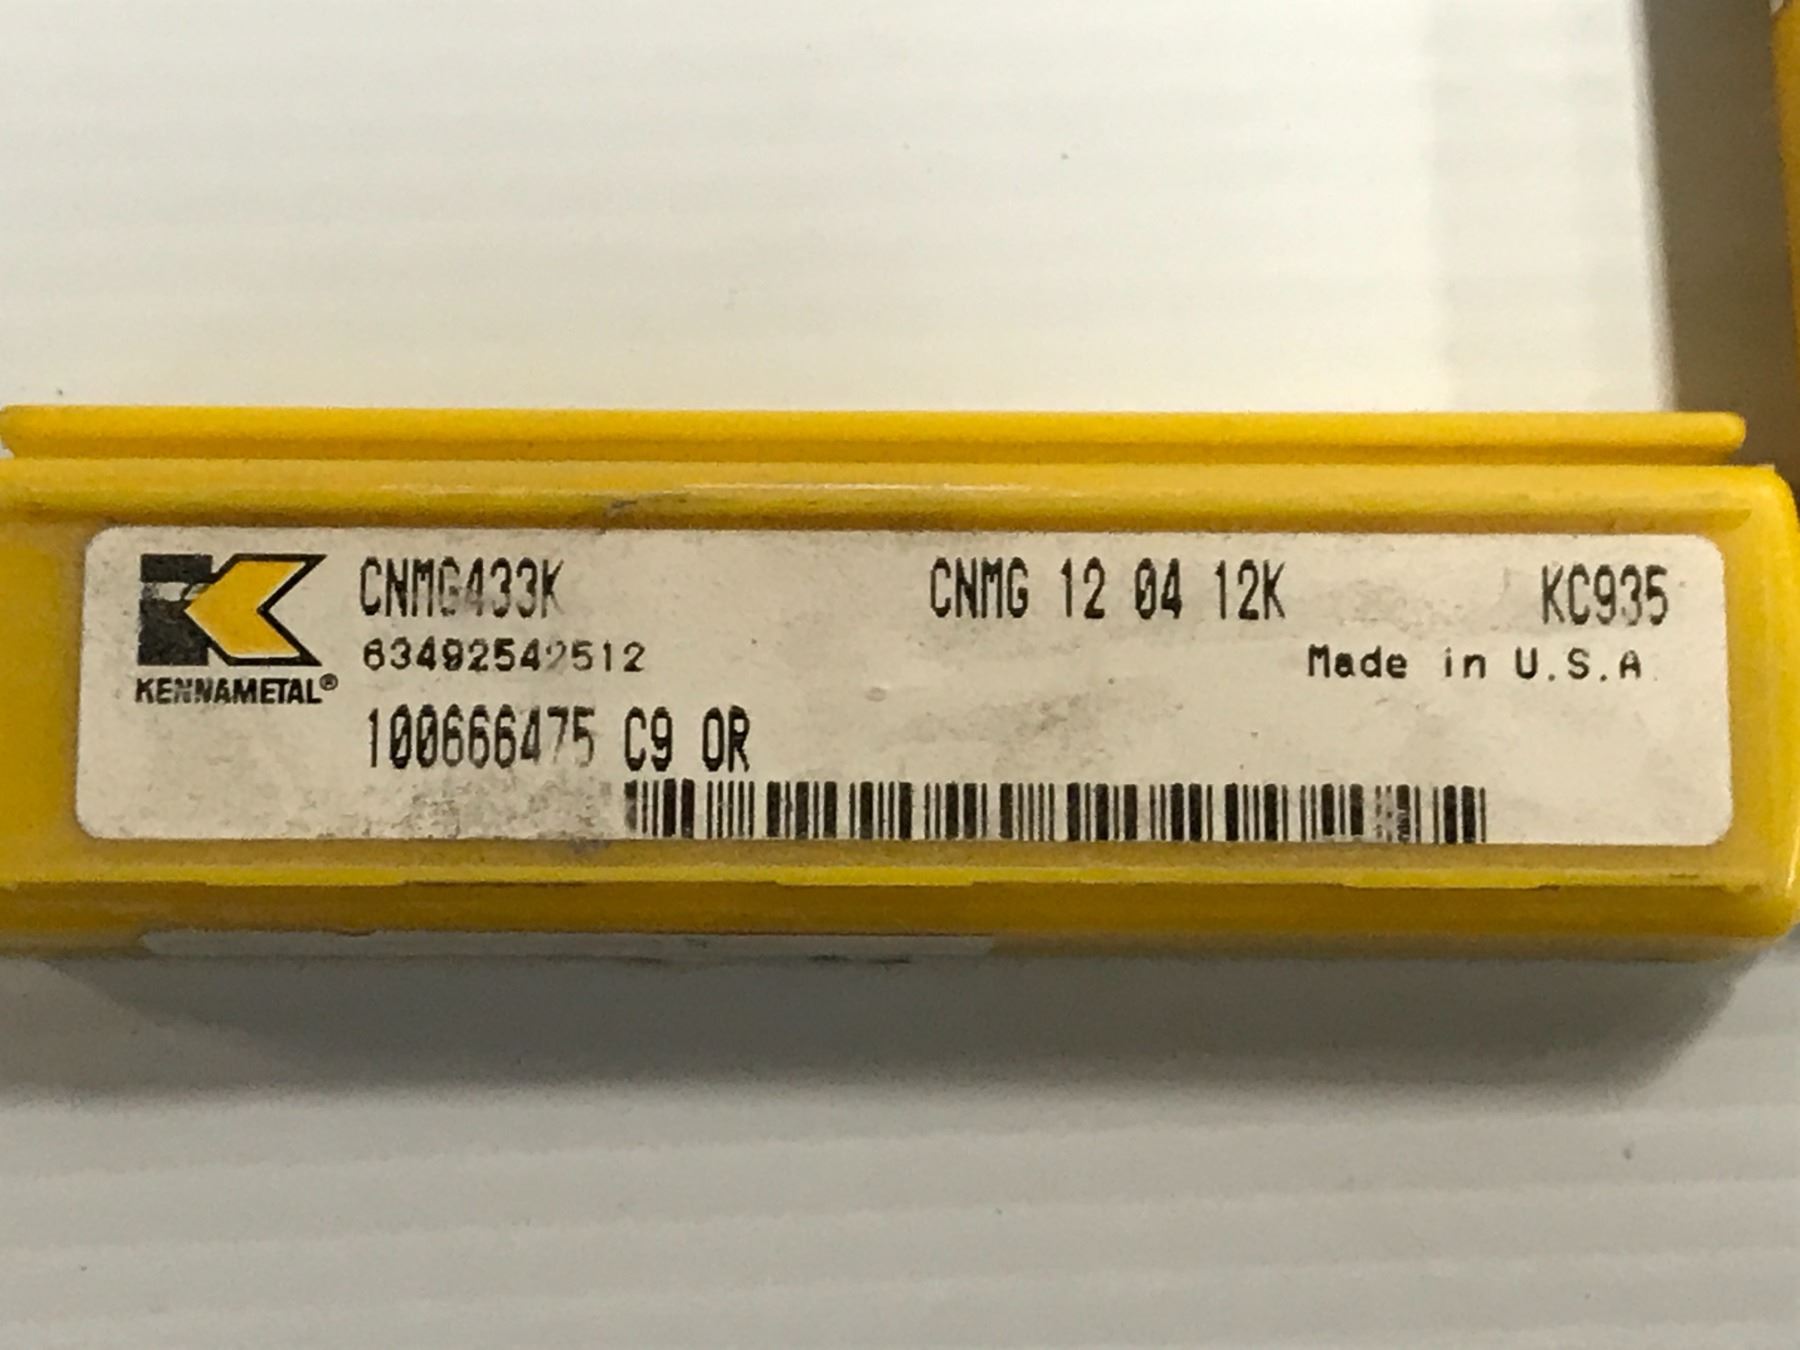 CNMG433K CNMG 12 04 12K KC935
63492542512 Made in U.S.A.
KENNAMETAL®
100666475 C9 OR